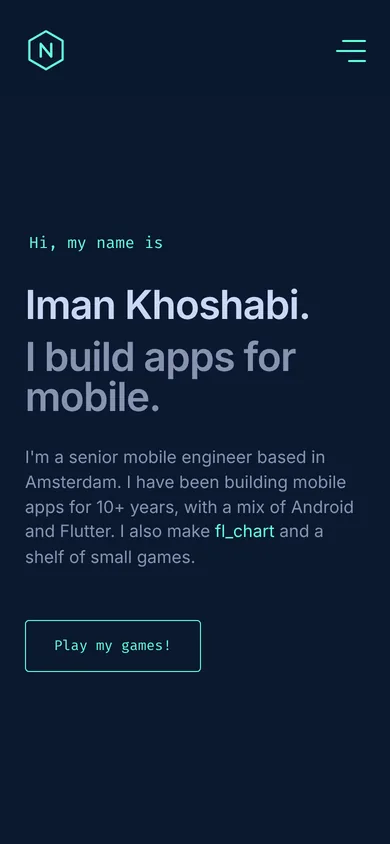 N
Hi, my name is
Iman Khoshabi.
I build apps for
mobile.
I'm a senior mobile engineer based in
Amsterdam. I have been building mobile
apps for 10+ years, with a mix of Android
and Flutter. I also make fl_chart and a
shelf of small games.
Play my games!